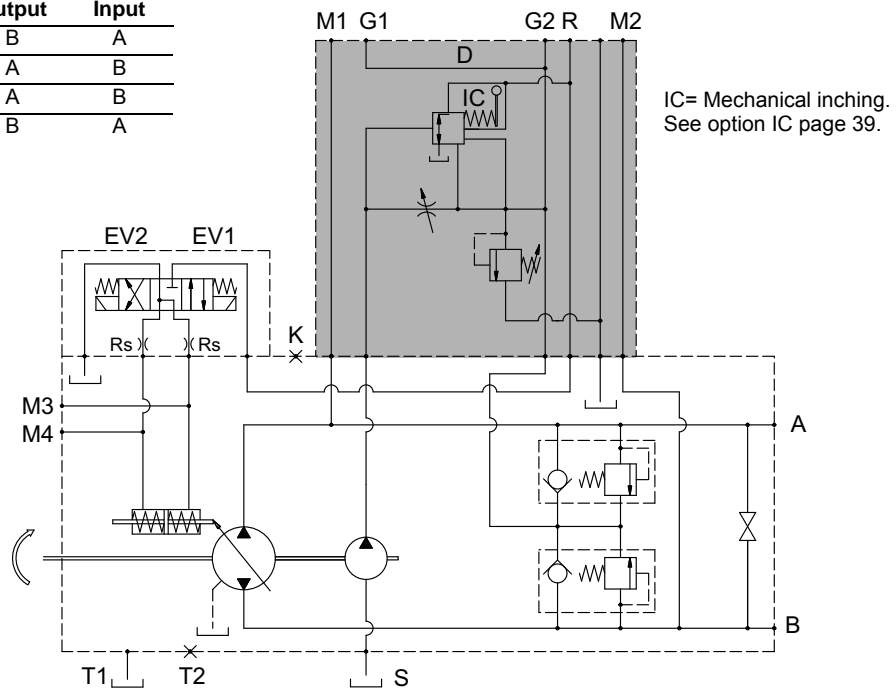 Input
B A
A B
A B
B A
M1 G1 G2 R M2
D
IC
IC= Mechanical inching.
See option IC page 39.
EV2 EV1
Rs Rs
K
M3
M4
A
B
T1 T2 S